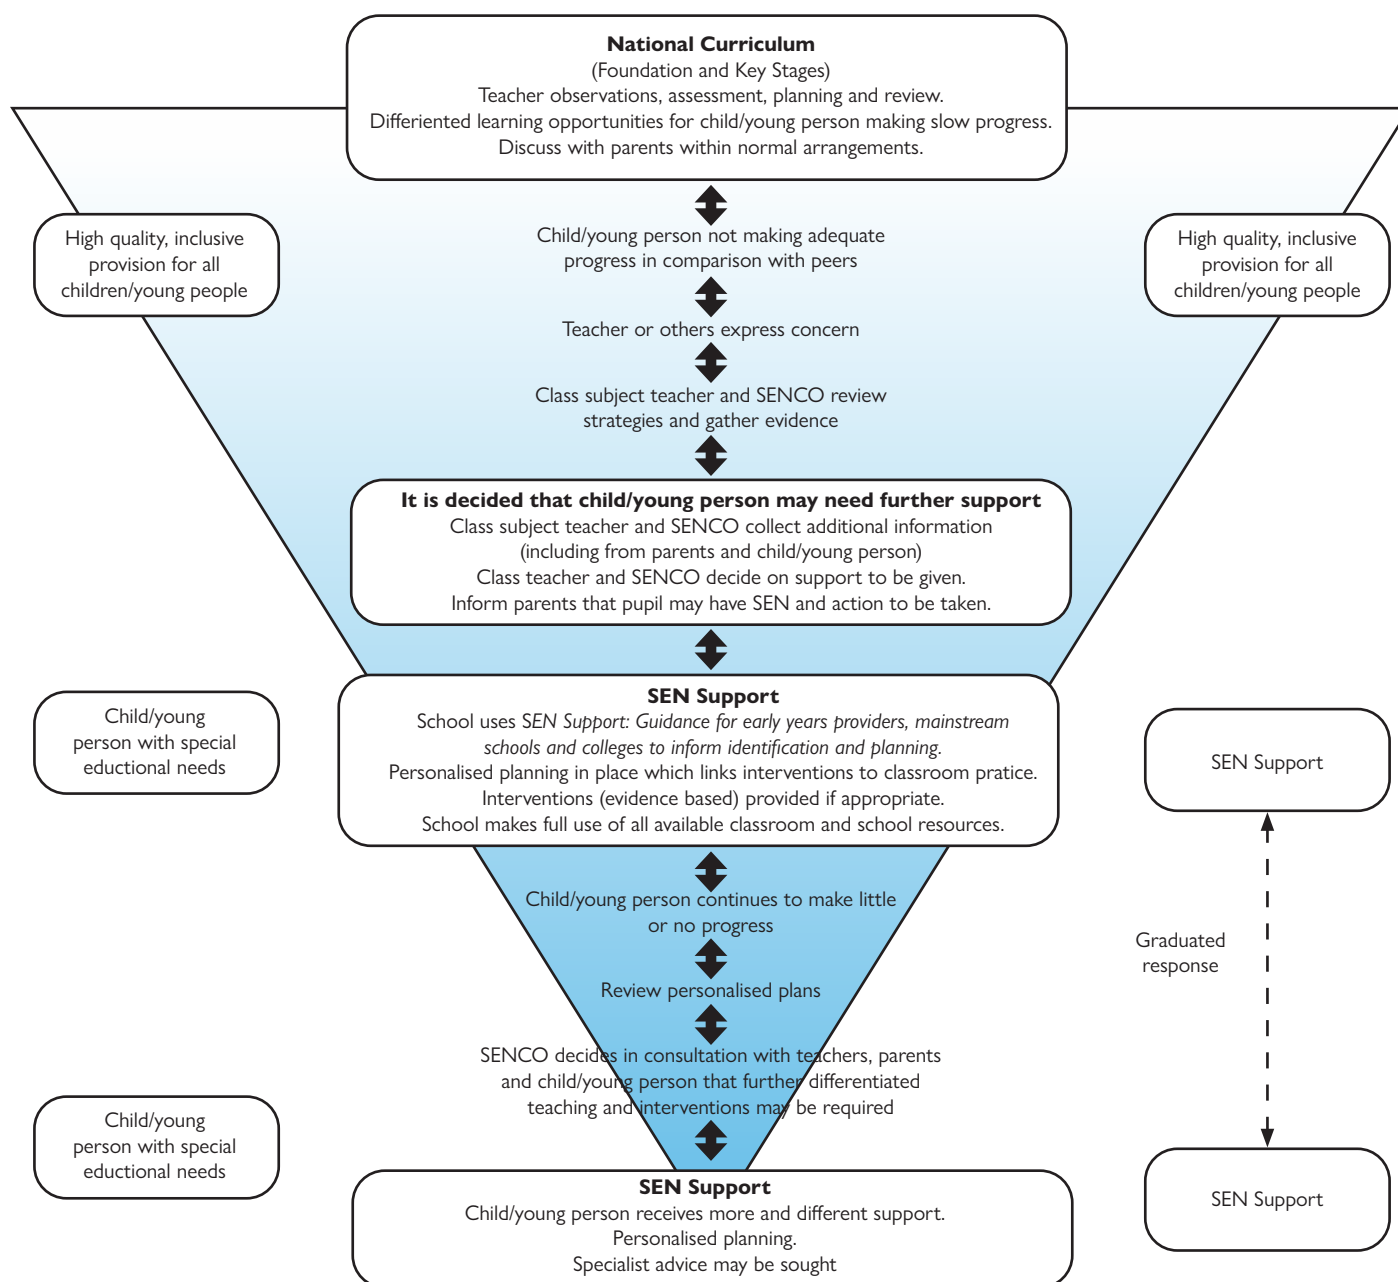 National Curriculum
(Foundation and Key Stages)
Teacher observations, assessment, planning and review.
Differiented learning opportunities for child/young person making slow progress.
Discuss with parents within normal arrangements.
High quality, inclusive
provision for all
children/young people
High quality, inclusive
provision for all
children/young people
Child/young person not making adequate
progress in comparison with peers
Teacher or others express concern
Class subject teacher and SENCO review
strategies and gather evidence
It is decided that child/young person may need further support
Class subject teacher and SENCO collect additional information
(including from parents and child/young person)
Class teacher and SENCO decide on support to be given.
Inform parents that pupil may have SEN and action to be taken.
Child/young
person with special
eductional needs
SEN Support
School uses SEN Support: Guidance for early years providers, mainstream
schools and colleges to inform identification and planning.
Personalised planning in place which links interventions to classroom pratice.
Interventions (evidence based) provided if appropriate.
School makes full use of all available classroom and school resources.
SEN Support
Child/young person continues to make little
or no progress
Review personalised plans
Graduated
response
SENCO decides in consultation with teachers, parents
and child/young person that further differentiated
teaching and interventions may be required
Child/young
person with special
eductional needs
SEN Support
Child/young person receives more and different support.
Personalised planning.
Specialist advice may be sought
SEN Support